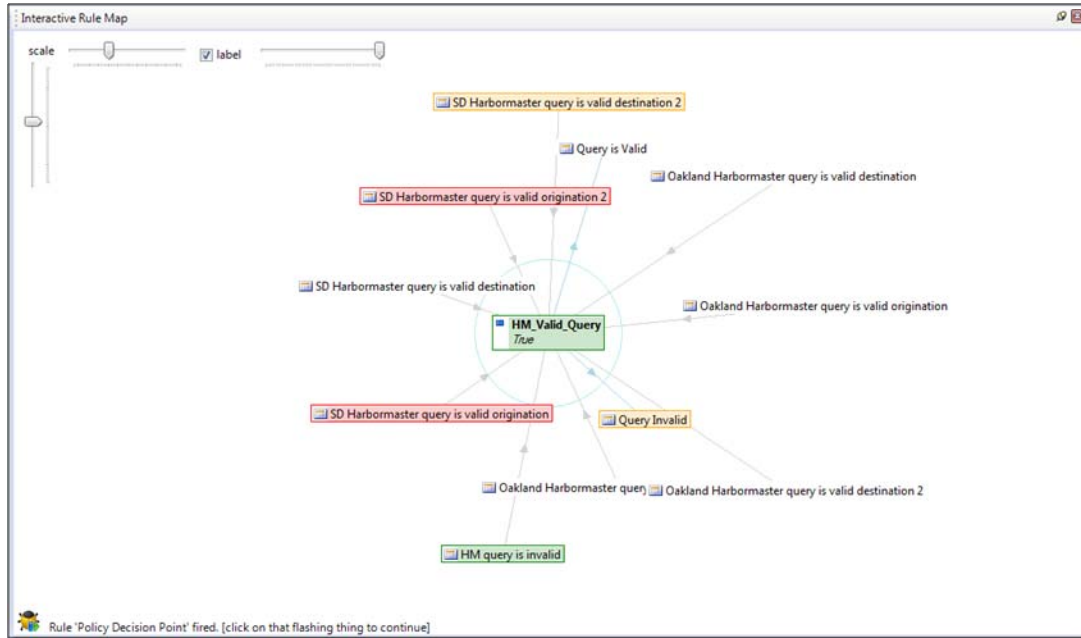 Interactive Rule Map
scale
label
SD Harbormaster query is valid destination 2
Query is Valid
Oakland Harbormaster query is valid destination
SD Harbormaster query is valid origination 2
SD Harbormaster query is valid destination
Oakland Harbormaster query is valid origination
HM_Valid_Query
True
SD Harbormaster query is valid origination
Query Invalid
Oakland Harbormaster query
Oakland Harbormaster query is valid destination 2
HM query is invalid
Rule 'Policy Decision Point' fired. [click on that flashing thing to continue]